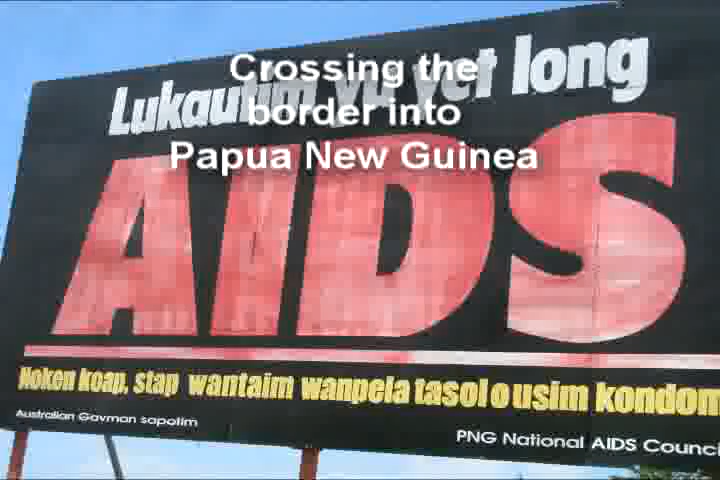 Crossing the
border into
Papua New Guinea
Lukautim yu yet long
AIDS
Noken koap, stap wantaim wanpela tasol o usim kondom
Australian Gavman sapotim
PNG National AIDS Counci